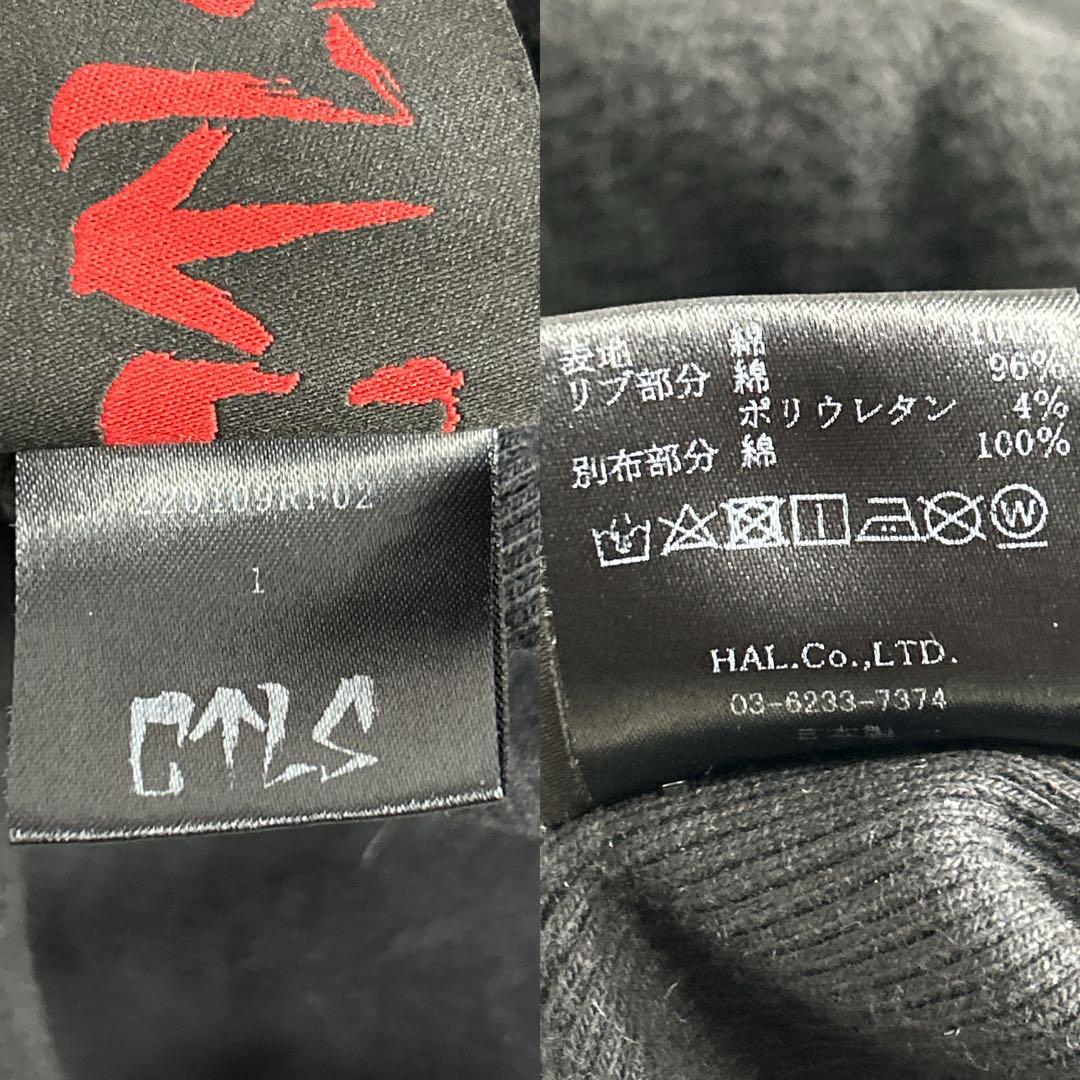 1
CTLS
表地 綿
リブ部分 綿 96%
ポリウレタン 4%
別布部分 綿 100%
W
HAL.Co.,LTD.
03-6233-7374